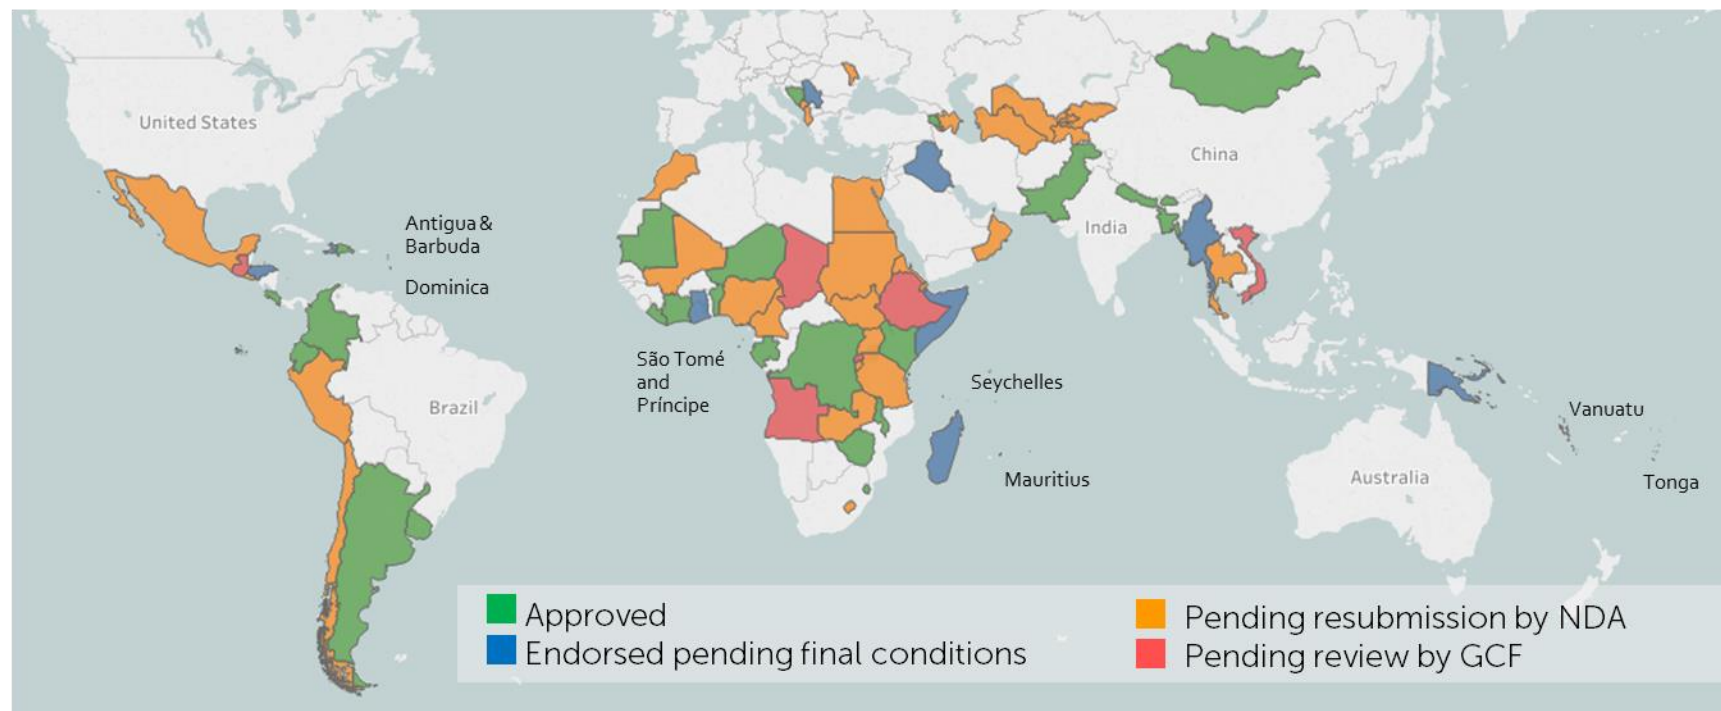 United States
China
India
Antigua &
Barbuda
Dominica
São Tomé
and
Príncipe
Seychelles
Brazil
Vanuatu
Mauritius
Australia
Tonga
Approved
Endorsed pending final conditions
Pending resubmission by NDA
Pending review by GCF